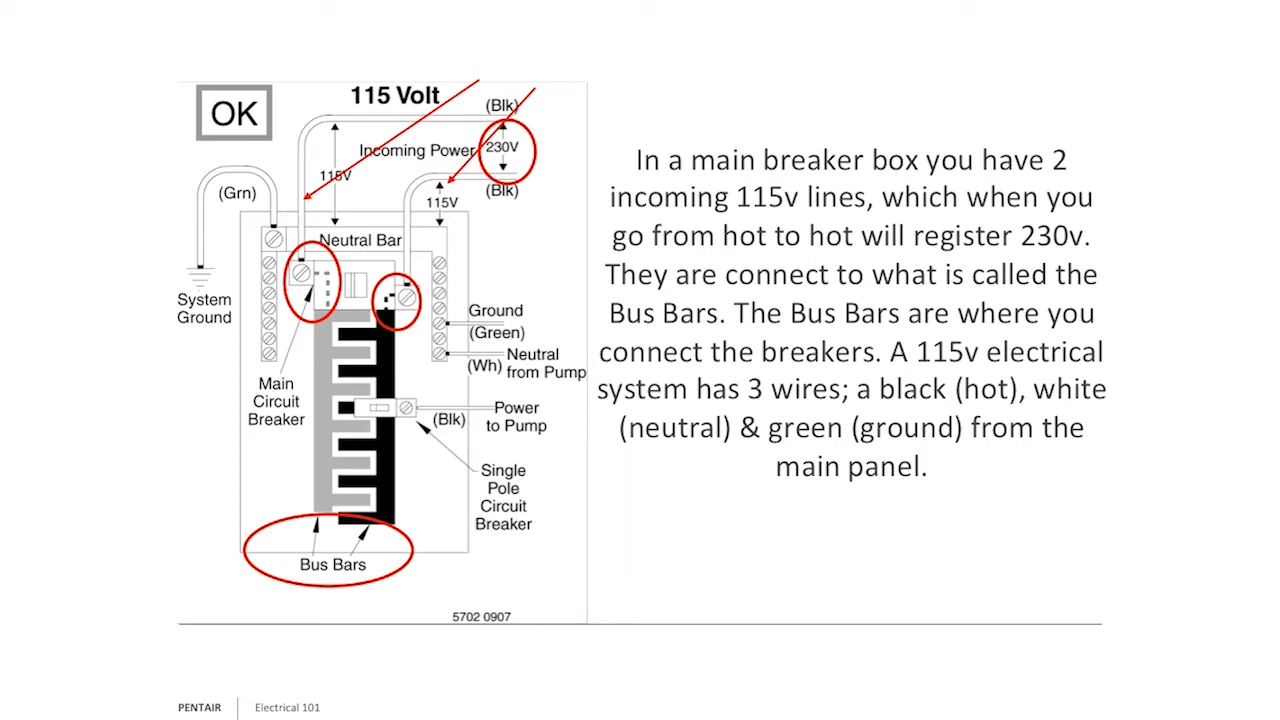 OK
115 Volt
(Blk)
Incoming Power
230V
115V
(Blk)
(Grn)
115V
Neutral Bar
System
Ground
Ground
(Green)
Neutral
(Wh)
from Pump
Main
Circuit
Breaker
Power
(Blk)
to Pump
Single
Pole
Circuit
Breaker
Bus Bars
5702 0907
In a main breaker box you have 2
incoming 115v lines, which when you
go from hot to hot will register 230v.
They are connect to what is called the
Bus Bars. The Bus Bars are where you
connect the breakers. A 115v electrical
system has 3 wires; a black (hot), white
(neutral) & green (ground) from the
main panel.
PENTAIR
Electrical 101